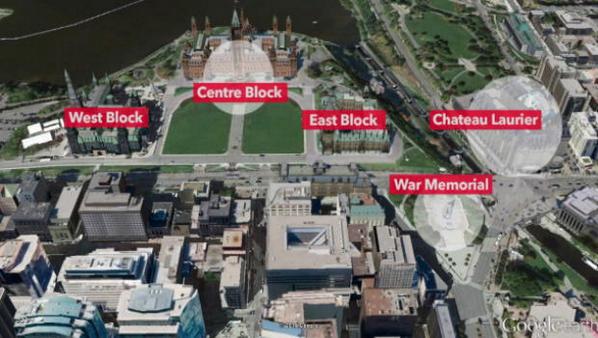 Centre Block
West Block
East Block
Chateau Laurier
War Memorial
Google earth